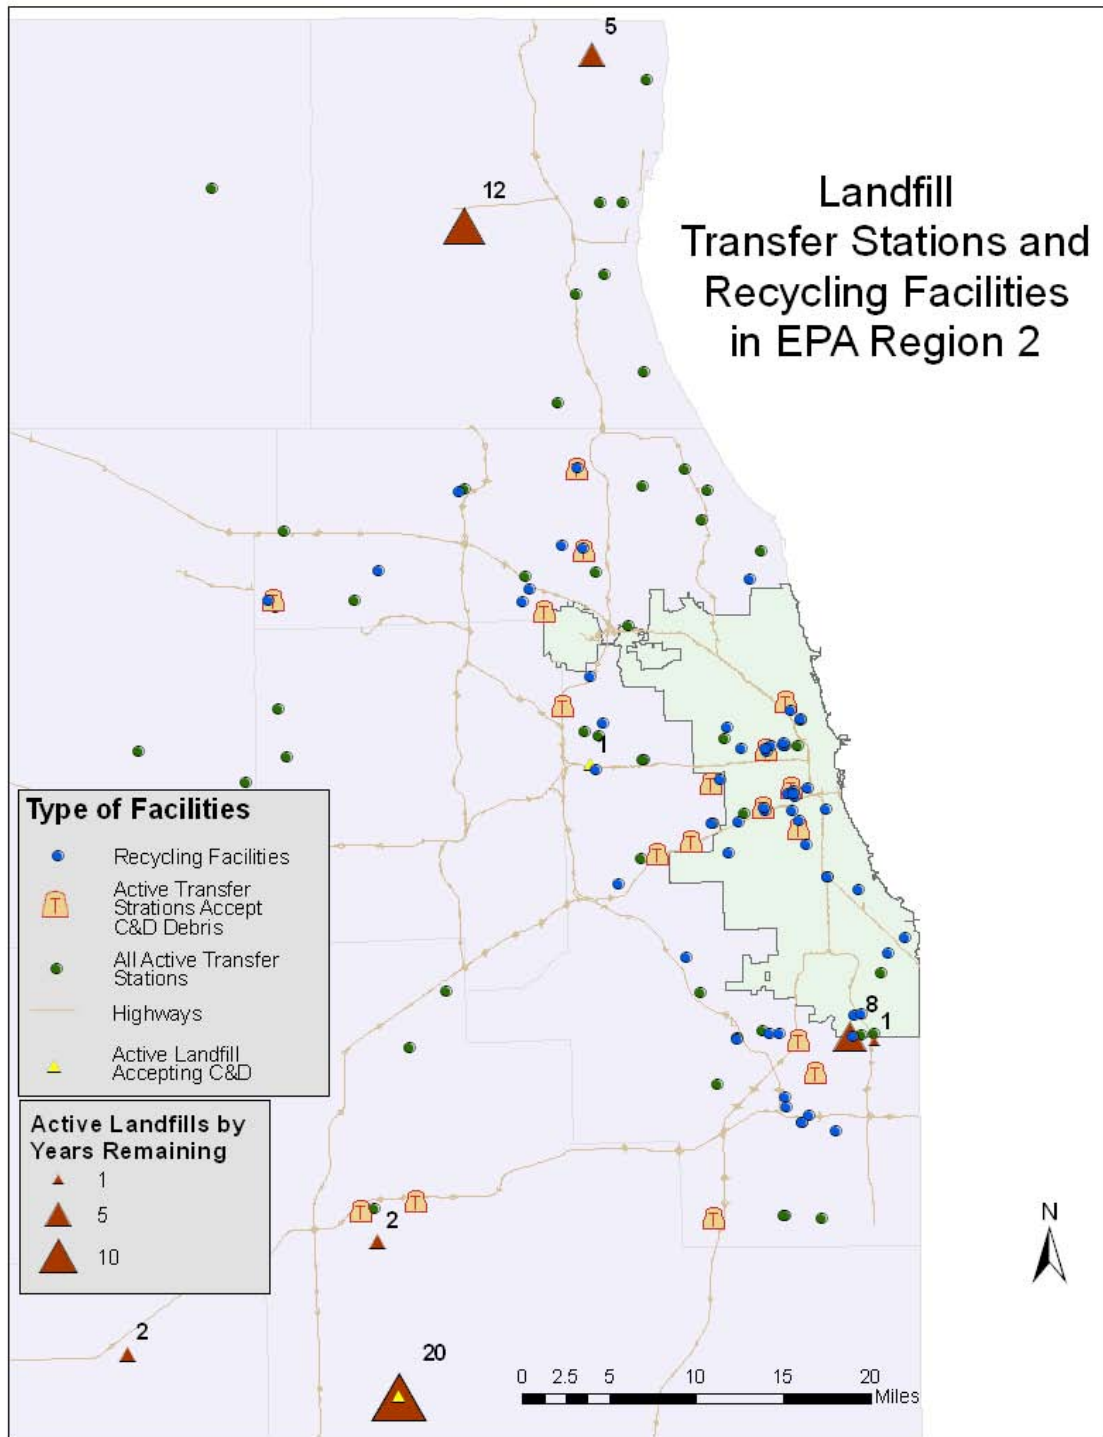 5
12
Landfill
Transfer Stations and
Recycling Facilities
in EPA Region 2
1
Type of Facilities
Recycling Facilities
T
Active Transfer
Strations Accept
C&D Debris
All Active Transfer
Stations
Highways
Active Landfill
Accepting C&D
8
1
Active Landfills by
Years Remaining
1
5
10
2
N
2
20
0 2.5 5 10 15 20
Miles